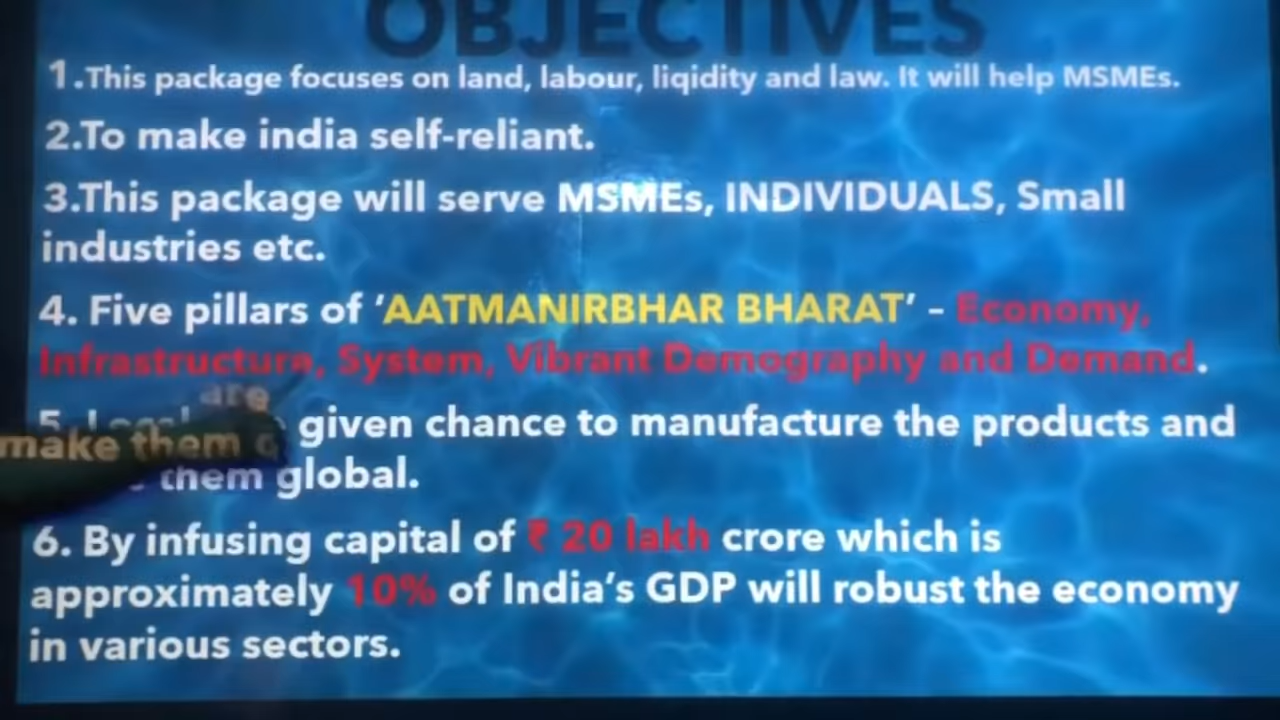 OBJECTIVES
1.This package focuses on land, labour, liqidity and law. It will help MSMEs.
2.To make india self-reliant.
3.This package will serve MSMEs, INDIVIDUALS, Small
industries etc.
4. Five pillars of ‘AATMANIRBHAR BHARAT’ – Economy,
Infrastructure, System, Vibrant Demography and Demand.
are
5. given chance to manufacture the products and
make them
them global.
6. By infusing capital of ₹ 20 lakh crore which is
approximately 10% of India’s GDP will robust the economy
in various sectors.